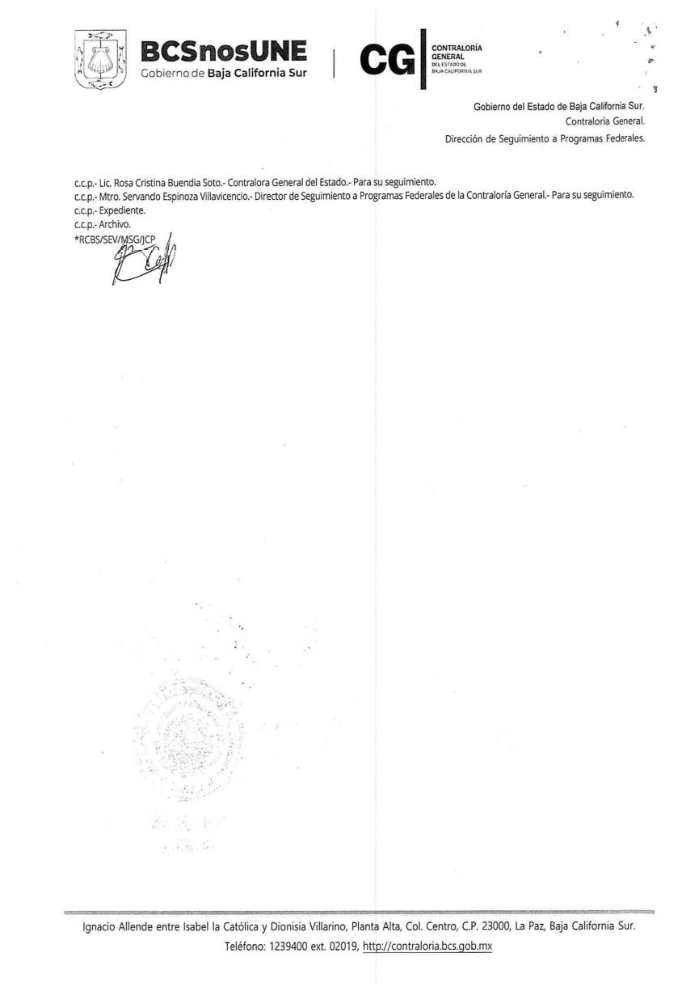 BCSnosUNE
Gobierno de Baja California Sur
CG
CONTRALORÍA
GENERAL
DEL ESTADO DE
BAJA CALIFORNIA SUR
Gobierno del Estado de Baja California Sur.
Contraloria General.
Dirección de Seguimiento a Programas Federales.
c.c.p.- Lic. Rosa Cristina Buendia Soto.- Contralora General del Estado.- Para su seguimiento.
c.c.p.- Mtro. Servando Espinoza Villavicencio.- Director de Seguimiento a Programas Federales de la Contraloría General.- Para su seguimiento.
c.c.p.- Expediente.
c.c.p.- Archivo.
*RCBS/SEV/MSG/JCP
Ignacio Allende entre Isabel la Católica y Dionisia Villarino, Planta Alta, Col. Centro, C.P. 23000, La Paz, Baja California Sur.
Teléfono: 1239400 ext. 02019, http://contraloria.bcs.gob.mx